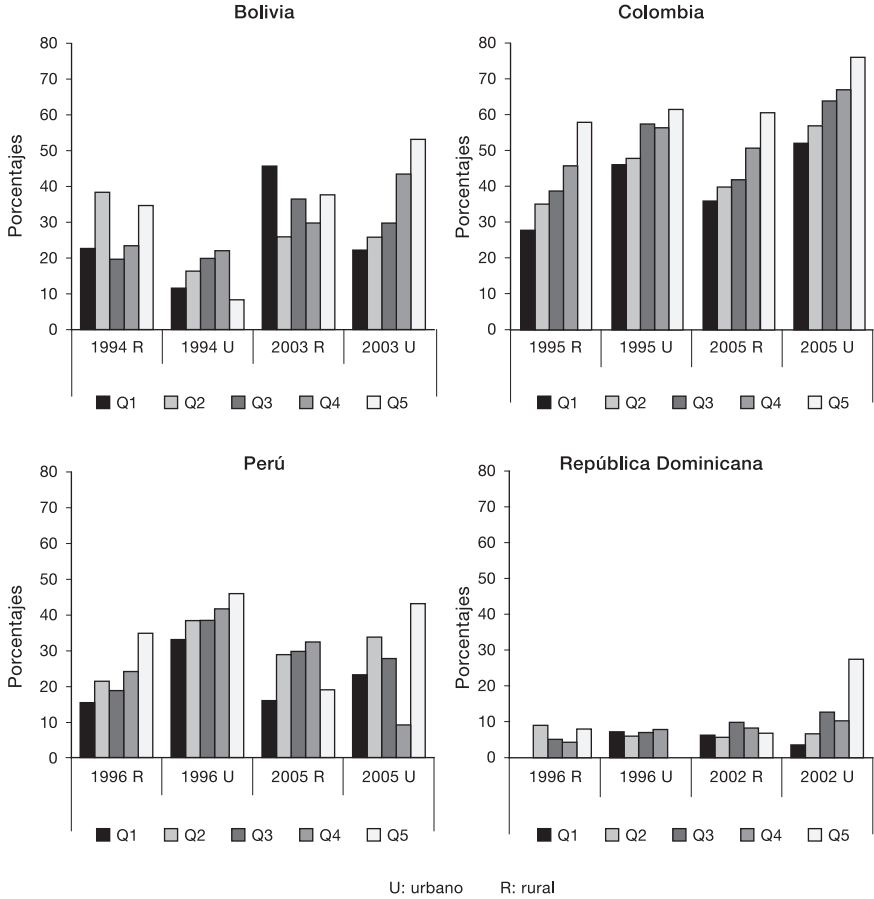 Bolivia
Porcentajes
80
70
60
50
40
30
20
10
0
1994 R 1994 U 2003 R 2003 U
Q1 Q2 Q3 Q4 Q5
Colombia
Porcentajes
80
70
60
50
40
30
20
10
0
1995 R 1995 U 2005 R 2005 U
Q1 Q2 Q3 Q4 Q5
Perú
Porcentajes
80
70
60
50
40
30
20
10
0
1996 R 1996 U 2005 R 2005 U
Q1 Q2 Q3 Q4 Q5
República Dominicana
Porcentajes
80
70
60
50
40
30
20
10
0
1996 R 1996 U 2002 R 2002 U
Q1 Q2 Q3 Q4 Q5
U: urbano R: rural